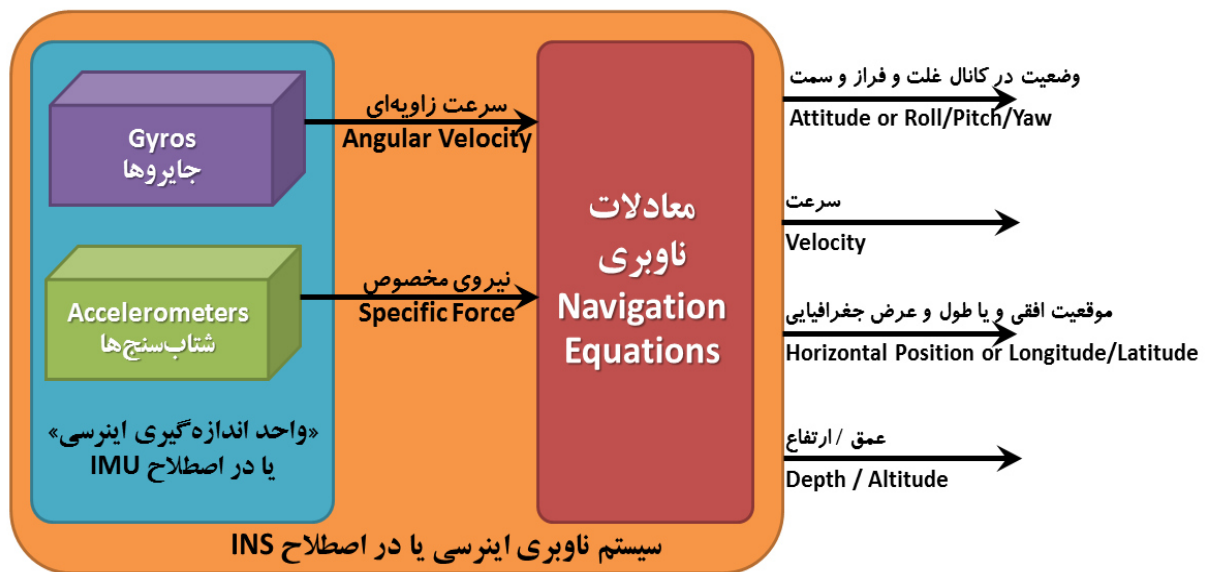 Gyros
جایروها
Accelerometers
شتاب‌سنج‌ها
«واحد اندازه‌گیری اینرسی»
یا در اصطلاح IMU
سرعت زاویه‌ای
Angular Velocity
نیروی مخصوص
Specific Force
معادلات
ناوبری
Navigation
Equations
سیستم ناوبری اینرسی یا در اصطلاح INS
وضعیت در کانال غلت و فراز و سمت
Attitude or Roll/Pitch/Yaw
سرعت
Velocity
موقعیت افقی و یا طول و عرض جغرافیایی
Horizontal Position or Longitude/Latitude
عمق / ارتفاع
Depth / Altitude